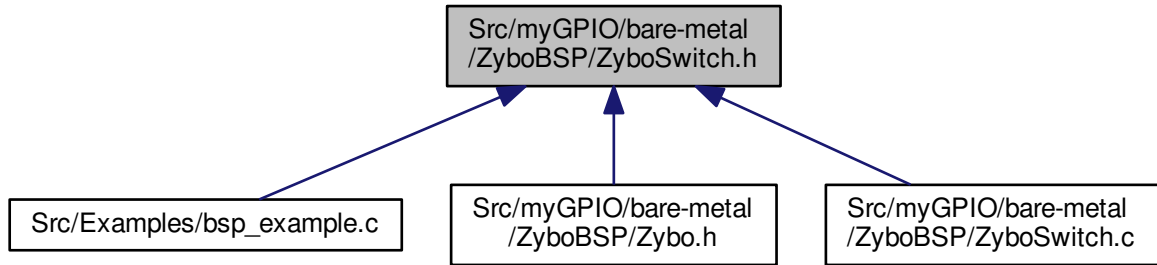 Src/myGPIO/bare-metal
/ZyboBSP/ZyboSwitch.h
Src/Examples/bsp_example.c
Src/myGPIO/bare-metal
/ZyboBSP/Zybo.h
Src/myGPIO/bare-metal
/ZyboBSP/ZyboSwitch.c